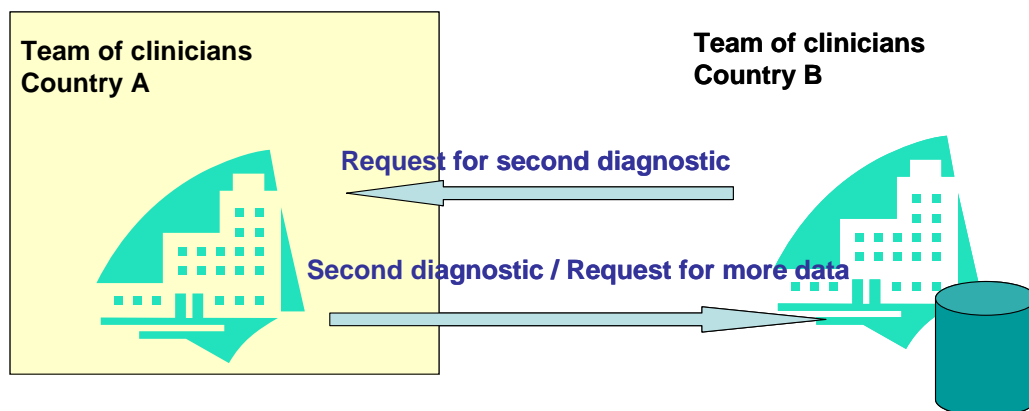 Team of clinicians
Country A
Team of clinicians
Country B
Request for second diagnostic
Second diagnostic / Request for more data